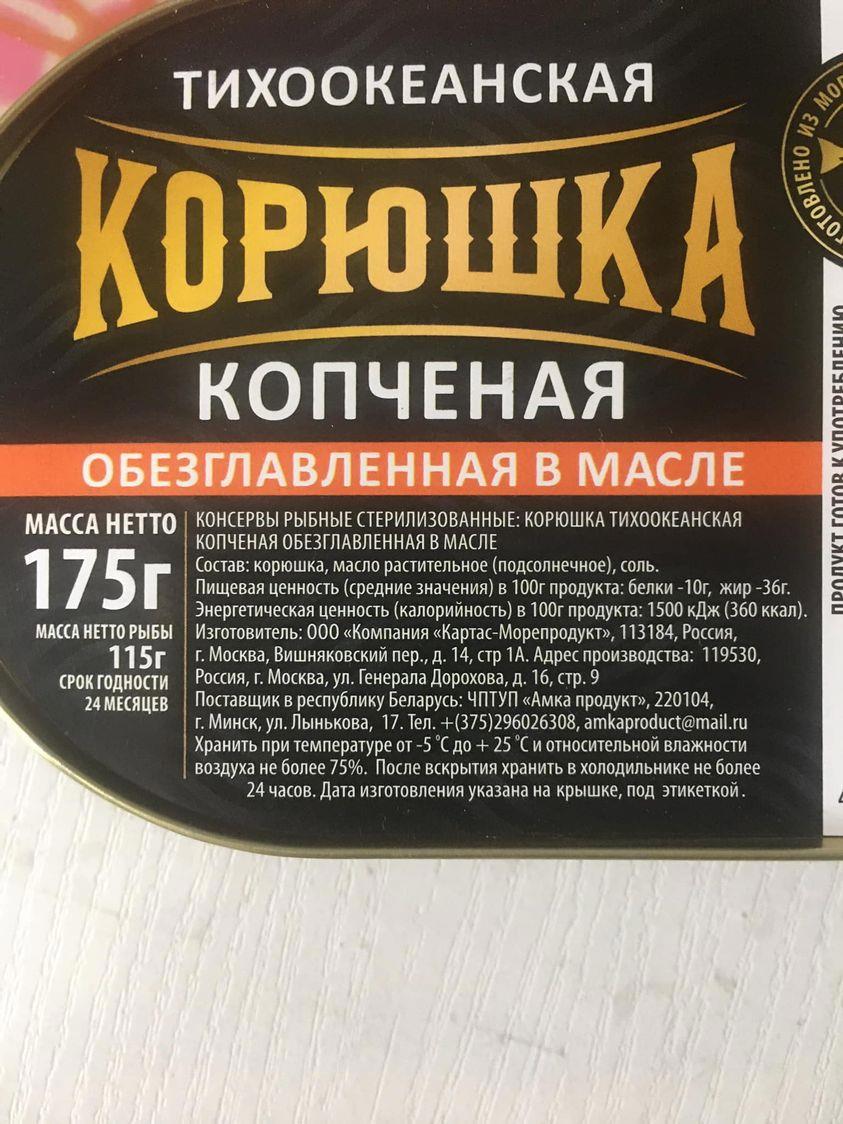 ТИХООКЕАНСКАЯ
КОРЮШКА
КОПЧЕНАЯ
ОБЕЗГЛАВЛЕННАЯ В МАСЛЕ
МАССА НЕТТО
175г
МАССА НЕТТО РЫБЫ
115г
СРОК ГОДНОСТИ
24 МЕСЯЦЕВ
КОНСЕРВЫ РЫБНЫЕ СТЕРИЛИЗОВАННЫЕ: КОРЮШКА ТИХООКЕАНСКАЯ
КОПЧЕНАЯ ОБЕЗГЛАВЛЕННАЯ В МАСЛЕ
Состав: корюшка, масло растительное (подсолнечное), соль.
Пищевая ценность (средние значения) в 100г продукта: белки -10г, жир -36г.
Энергетическая ценность (калорийность) в 100г продукта: 1500 кДж (360 ккал).
Изготовитель: ООО «Компания «Картас-Морепродукт», 113184, Россия,
г. Москва, Вишняковский пер., д. 14, стр 1А. Адрес производства: 119530,
Россия, г. Москва, ул. Генерала Дорохова, д. 16, стр. 9
Поставщик в республику Беларусь: ЧПТУП «Амка продукт», 220104,
г. Минск, ул. Лынькова, 17. Тел. +(375)296026308, amkaproduct@mail.ru
Хранить при температуре от -5 °С до + 25 °С и относительной влажности
воздуха не более 75%. После вскрытия хранить в холодильнике не более
24 часов. Дата изготовления указана на крышке, под этикеткой.
ИЗ
ПРОДУКТ ГОТОВ К УПОТРЕБЛЕНИЮ